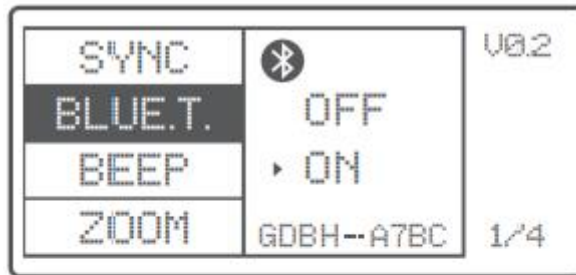 SYNC
BLUE.T.
BEEP
ZOOM
OFF
ON
GDBH--A7BC
V0.2
1/4